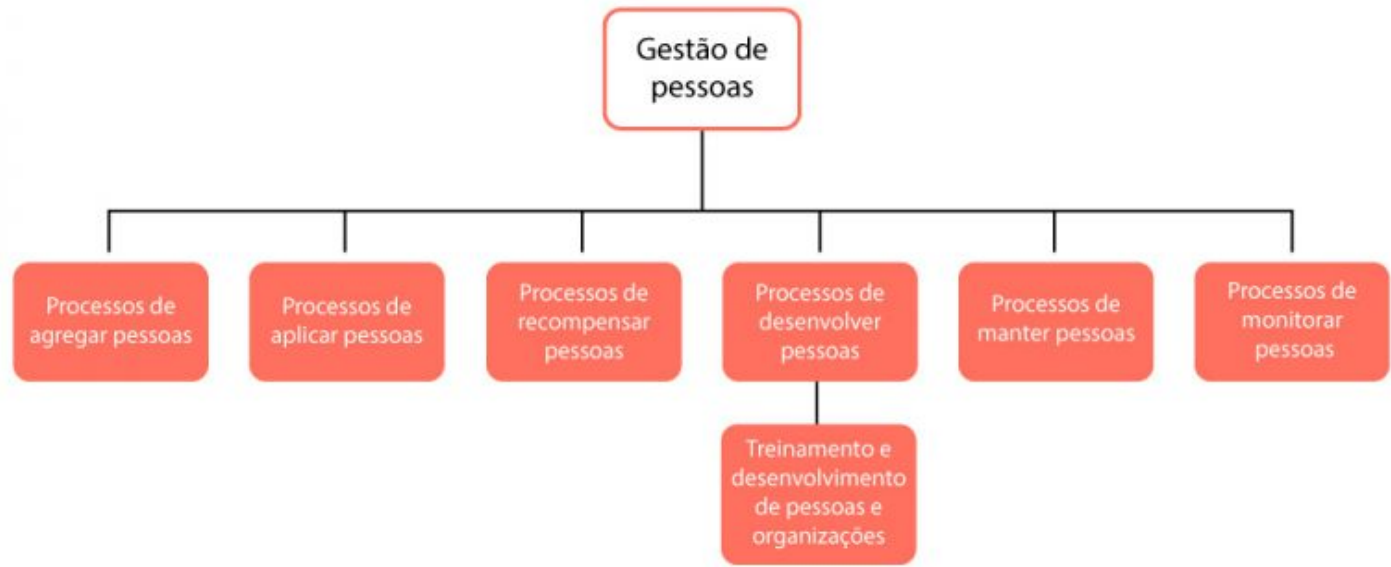 Gestão de
pessoas
Processos de
agregar pessoas
Processos de
aplicar pessoas
Processos de
recompensar
pessoas
Processos de
desenvolver
pessoas
Processos de
manter pessoas
Processos de
monitorar
pessoas
Treinamento e
desenvolvimento
de pessoas e
organizações